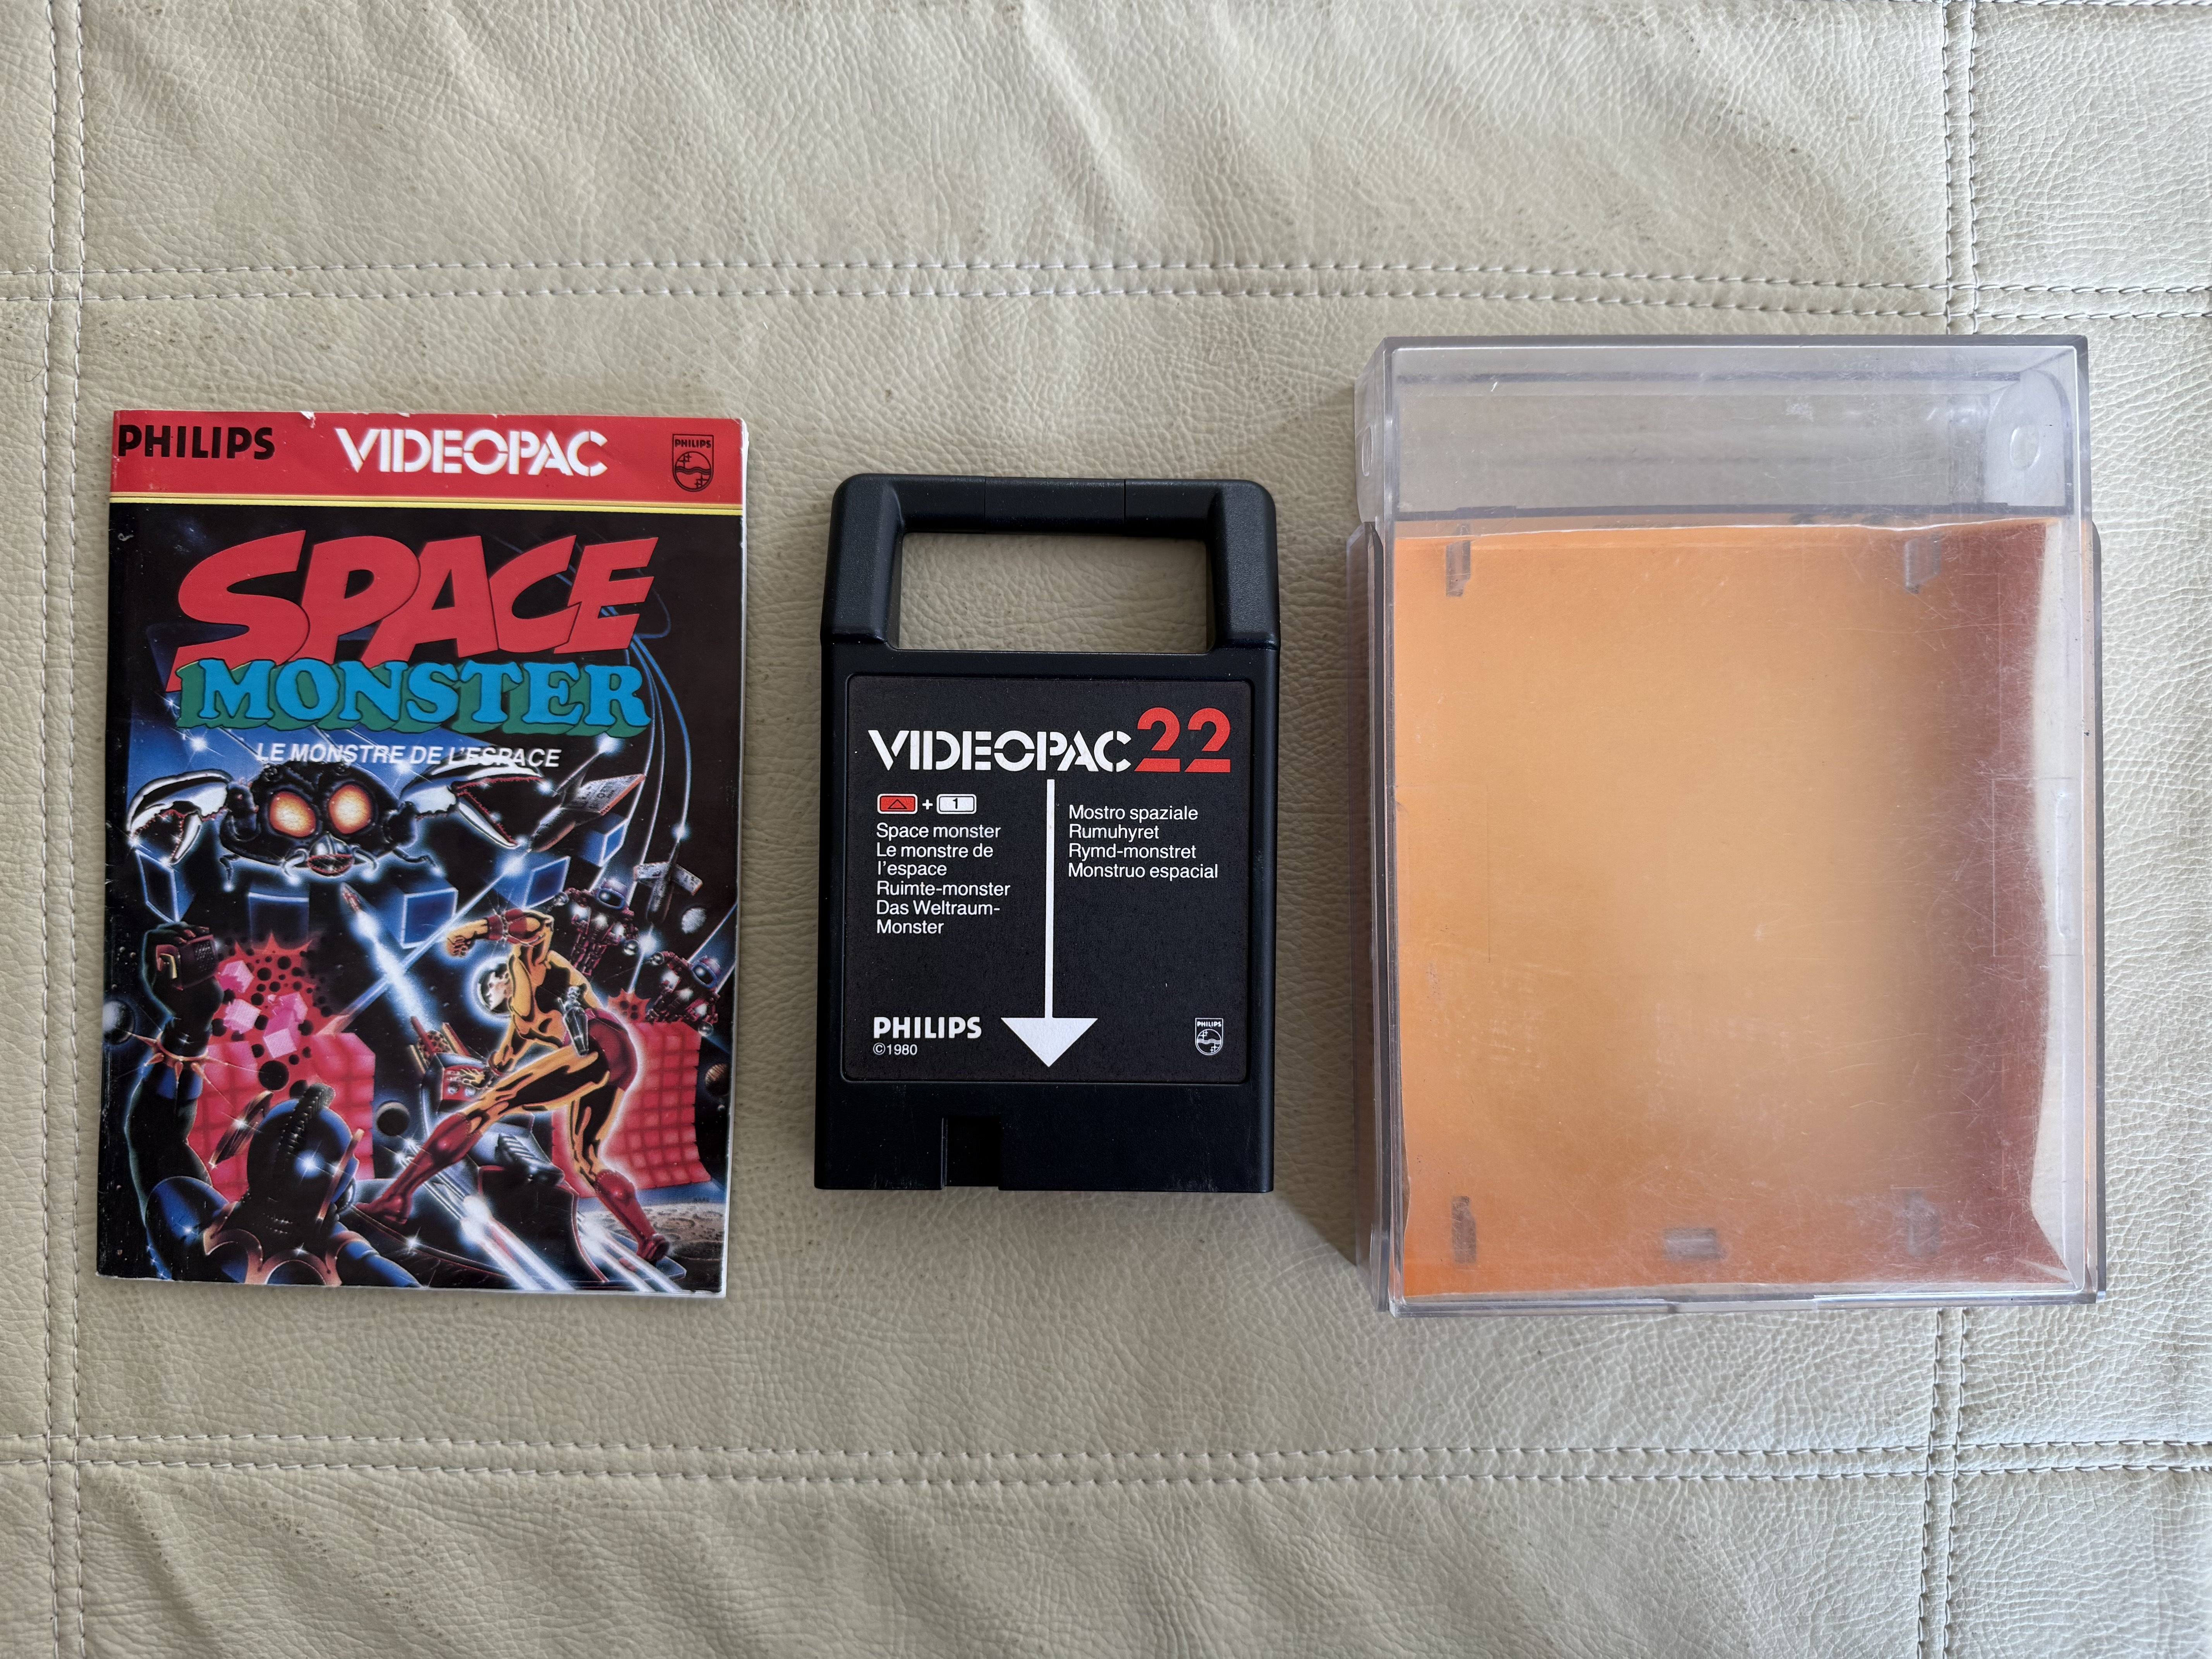 PHILIPS VIDEOPAC PHILIPS
SPACE
MONSTER
LE MONSTRE DE L'ESPACE
VIDEOPAC 22
+ 1
Space monster
Le monstre de
l'espace
Ruimte-monster
Das Weltraum-
Monster
Mostro spaziale
Rumuhyret
Rymd-monstret
Monstruo espacial
PHILIPS
©1980
PHILIPS